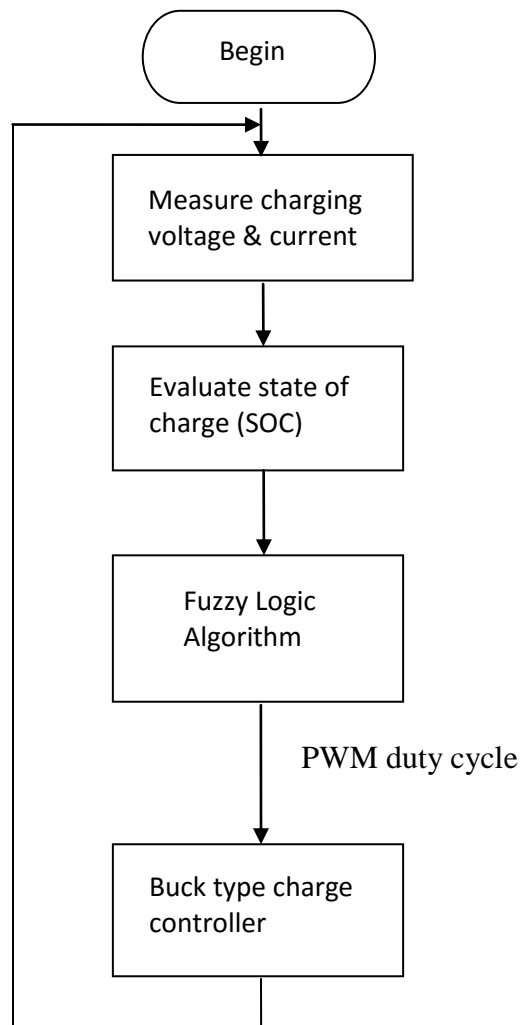 Begin
Measure charging
voltage & current
Evaluate state of
charge (SOC)
Fuzzy Logic
Algorithm
PWM duty cycle
Buck type charge
controller